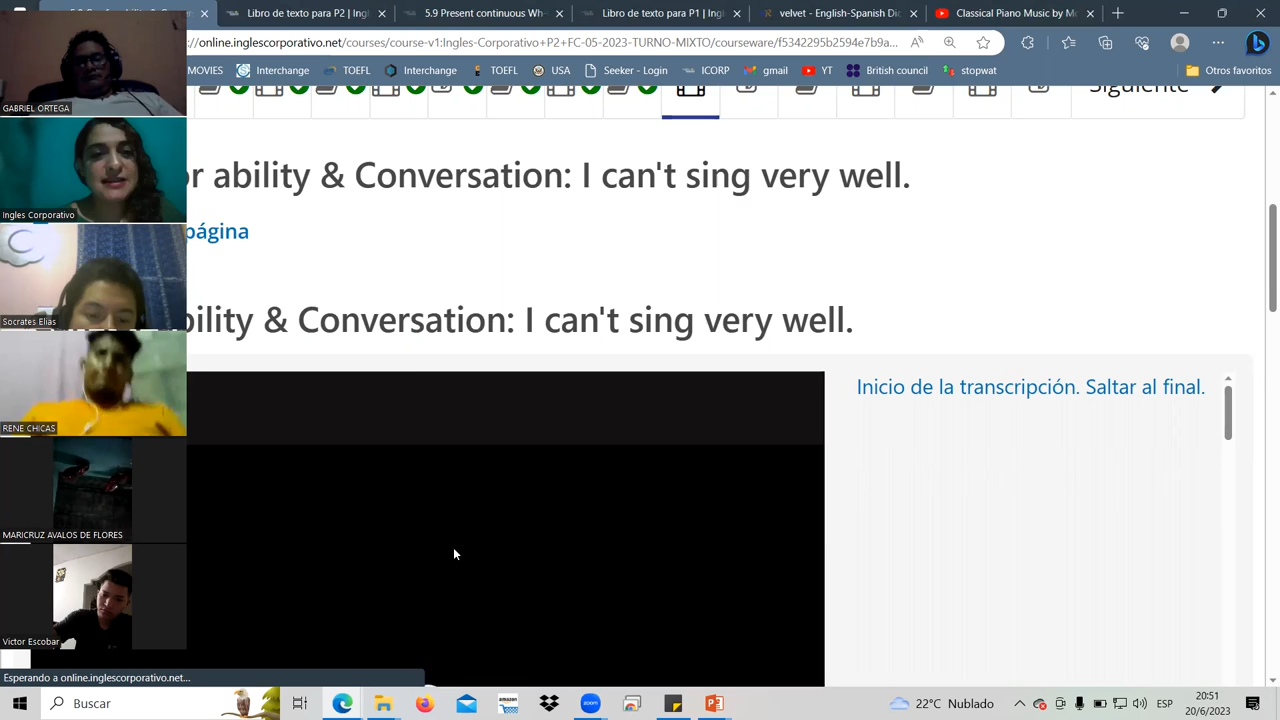 Libro de texto para P2 | Ingl
5.9 Present continuous Wh
Libro de texto para P1 | Ingl
velvet - English-Spanish Dic
Classical Piano Music by M
//online.inglescorporativo.net/courses/course-v1:Ingles-Corporativo+P2+FC-05-2023-TURNO-MIXTO/courseware/f5342295b2594e7b9a...
MOVIES
Interchange
TOEFL
Interchange
TOEFL
USA
Seeker - Login
ICORP
gmail
YT
British council
stopwat
Otros favoritos
Siguiente
GABRIEL ORTEGA
or ability & Conversation: I can't sing very well.
Ingles Corporativo
página
Socrates Elias
bility & Conversation: I can't sing very well.
Inicio de la transcripción. Saltar al final.
RENE CHICAS
MARICRUZ AVALOS DE FLORES
Victor Escobar
Esperando a online.inglescorporativo.net...
Buscar
amazon
zoom
22°C Nublado
ESP
20:51
20/6/2023